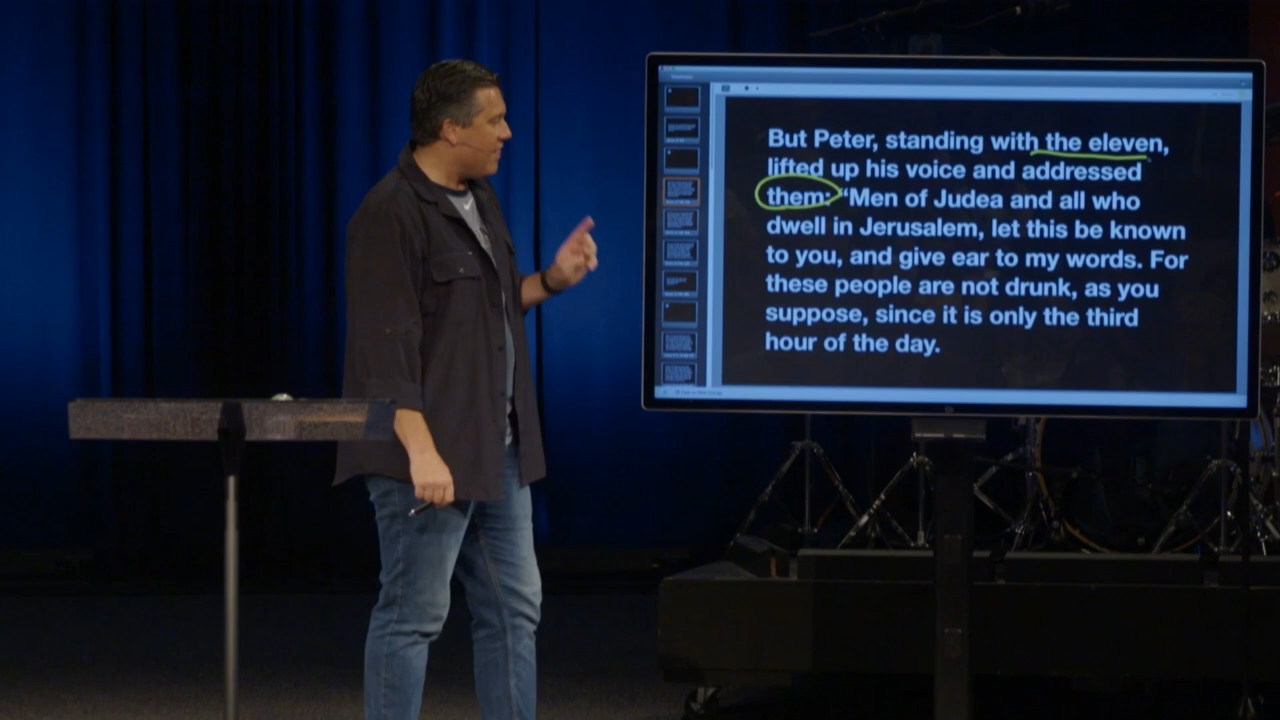 But Peter, standing with the eleven,
lifted up his voice and addressed
them: “Men of Judea and all who
dwell in Jerusalem, let this be known
to you, and give ear to my words. For
these people are not drunk, as you
suppose, since it is only the third
hour of the day.